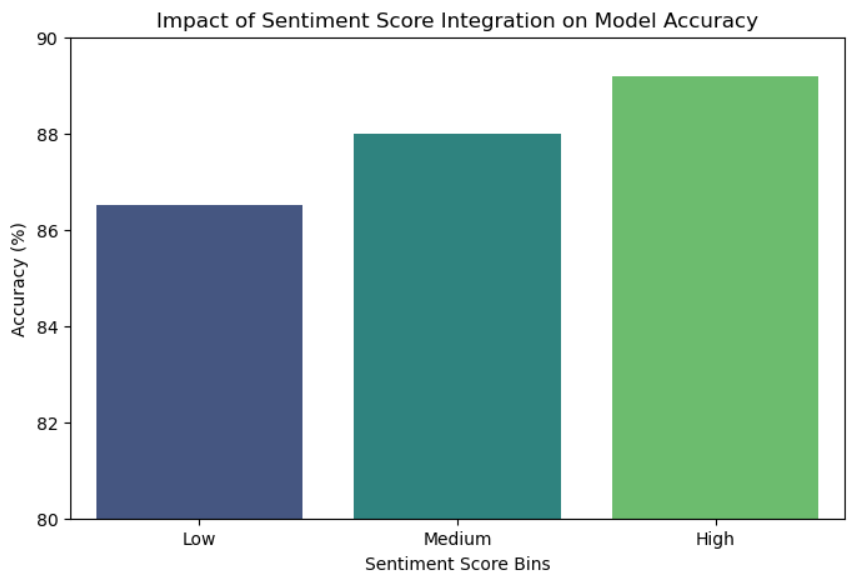 Impact of Sentiment Score Integration on Model Accuracy
90
88
86
84
82
80
Accuracy (%)
Low Medium High
Sentiment Score Bins